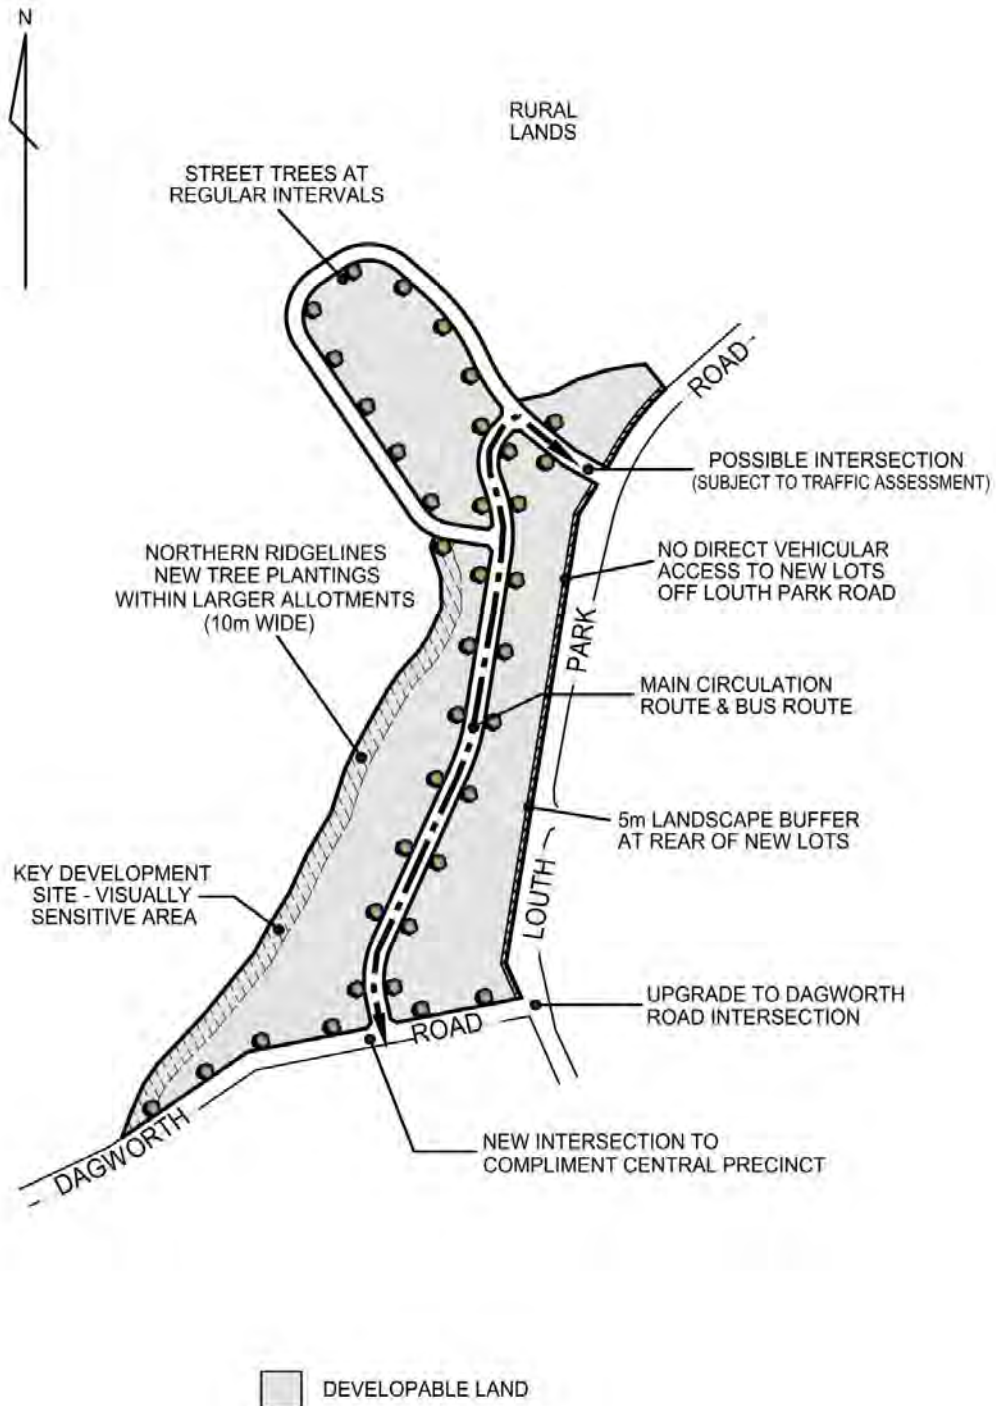 N
RURAL
LANDS
STREET TREES AT
REGULAR INTERVALS
ROAD
POSSIBLE INTERSECTION
(SUBJECT TO TRAFFIC ASSESSMENT)
NORTHERN RIDGELINES
NEW TREE PLANTINGS
WITHIN LARGER ALLOTMENTS
(10m WIDE)
NO DIRECT VEHICULAR
ACCESS TO NEW LOTS
OFF LOUTH PARK ROAD
PARK
MAIN CIRCULATION
ROUTE & BUS ROUTE
5m LANDSCAPE BUFFER
AT REAR OF NEW LOTS
KEY DEVELOPMENT
SITE - VISUALLY
SENSITIVE AREA
LOUTH
UPGRADE TO DAGWORTH
ROAD INTERSECTION
ROAD
DAGWORTH
NEW INTERSECTION TO
COMPLIMENT CENTRAL PRECINCT
DEVELOPABLE LAND